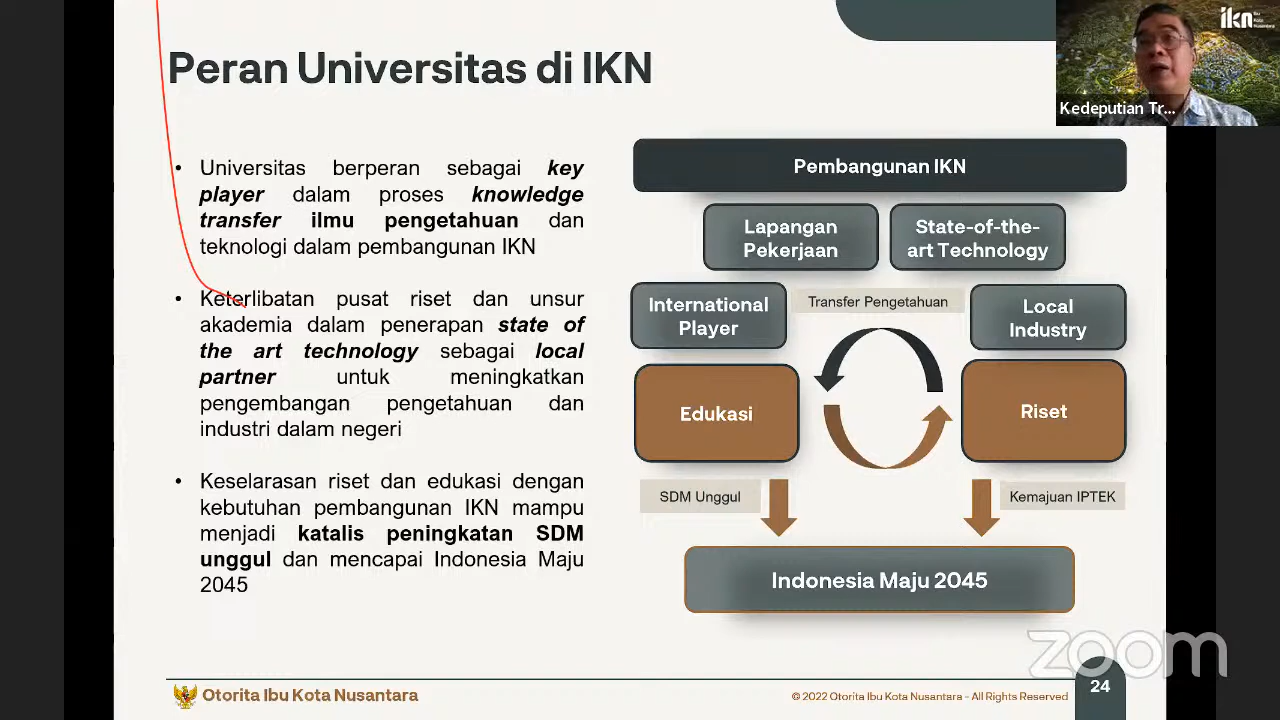 Peran Universitas di IKN
ikn
Ibu
Kota
Nusantara
Kedeputian Tr...
• Universitas berperan sebagai key
player dalam proses knowledge
transfer ilmu pengetahuan dan
teknologi dalam pembangunan IKN
• Keterlibatan pusat riset dan unsur
akademia dalam penerapan state of
the art technology sebagai local
partner untuk meningkatkan
pengembangan pengetahuan dan
industri dalam negeri
• Keselarasan riset dan edukasi dengan
kebutuhan pembangunan IKN mampu
menjadi katalis peningkatan SDM
unggul dan mencapai Indonesia Maju
2045
Pembangunan IKN
Lapangan
Pekerjaan
State-of-the-
art Technology
International
Player
Transfer Pengetahuan
Local
Industry
Edukasi
Riset
SDM Unggul
Kemajuan IPTEK
Indonesia Maju 2045
zoom
Otorita Ibu Kota Nusantara
© 2022 Otorita Ibu Kota Nusantara - All Rights Reserved
24